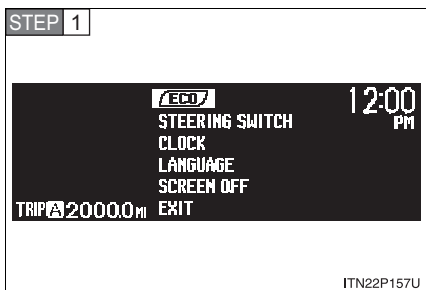 STEP 1
ECO 12:00
STEERING SWITCH PM
CLOCK
LANGUAGE
SCREEN OFF
TRIP A 2000.0 MI EXIT
ITN22P157U